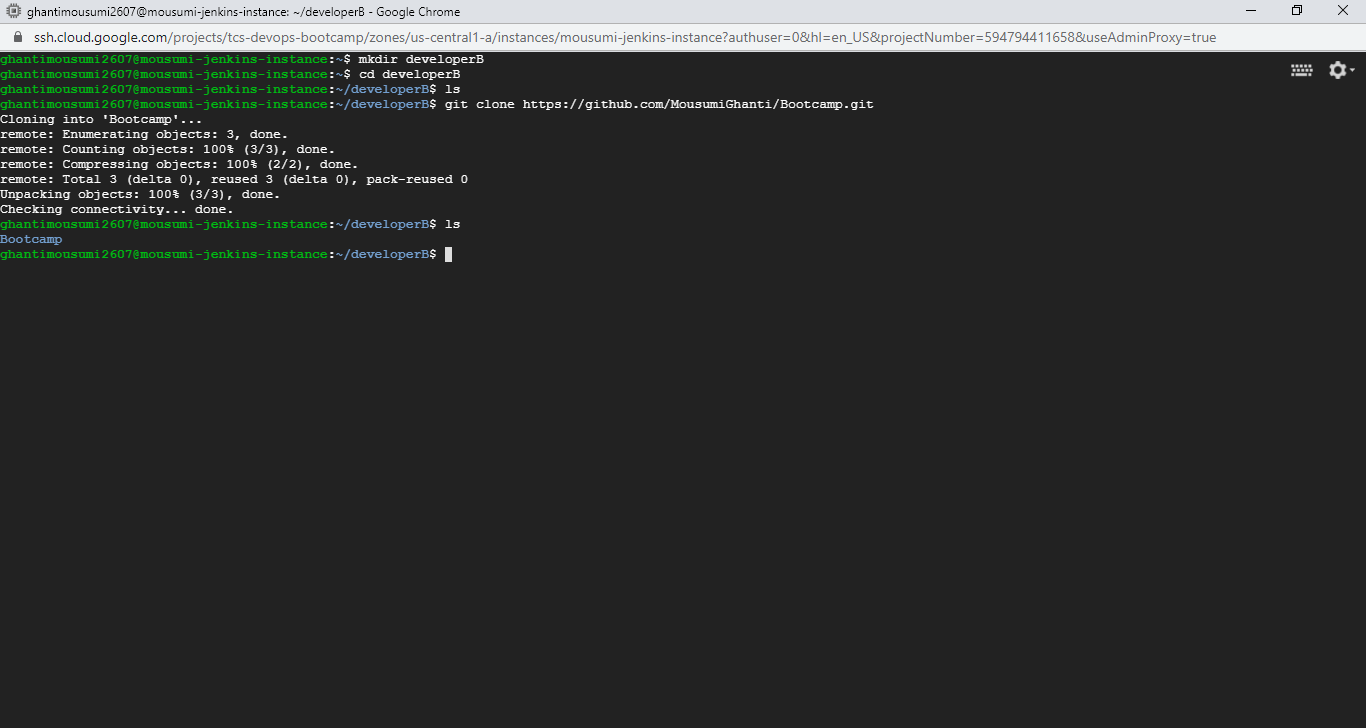 ghantimousumi2607@mousumi-jenkins-instance: ~/developerB - Google Chrome
ssh.cloud.google.com/projects/tcs-devops-bootcamp/zones/us-central1-a/instances/mousumi-jenkins-instance?authuser=0&hl=en_US&projectNumber=594794411658&useAdminProxy=true
ghantimousumi2607@mousumi-jenkins-instance:~$ mkdir developerB
ghantimousumi2607@mousumi-jenkins-instance:~$ cd developerB
ghantimousumi2607@mousumi-jenkins-instance:~/developerB$ ls
ghantimousumi2607@mousumi-jenkins-instance:~/developerB$ git clone https://github.com/MousumiGhanti/Bootcamp.git
Cloning into 'Bootcamp'...
remote: Enumerating objects: 3, done.
remote: Counting objects: 100% (3/3), done.
remote: Compressing objects: 100% (2/2), done.
remote: Total 3 (delta 0), reused 3 (delta 0), pack-reused 0
Unpacking objects: 100% (3/3), done.
Checking connectivity... done.
ghantimousumi2607@mousumi-jenkins-instance:~/developerB$ ls
Bootcamp
ghantimousumi2607@mousumi-jenkins-instance:~/developerB$